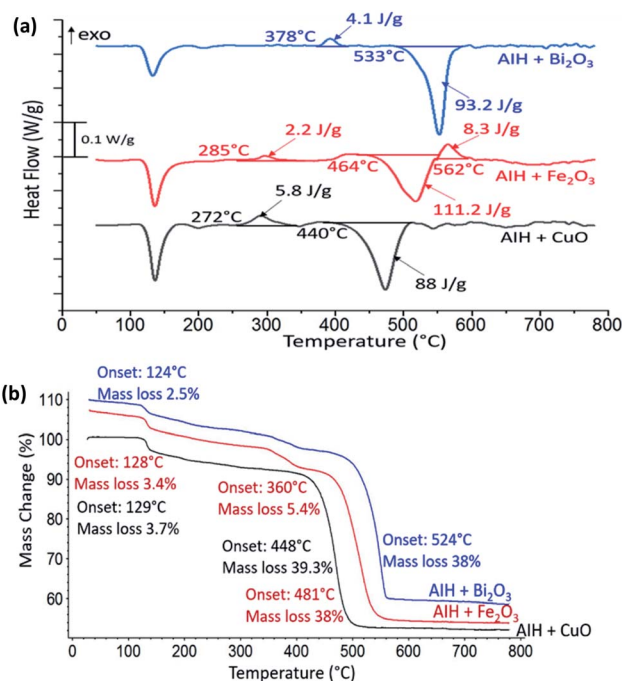 (a)
↑ exo
4.1 J/g
378°C
533°C
AlH + Bi₂O₃
93.2 J/g
0.1 W/g
2.2 J/g
8.3 J/g
285°C
464°C
562°C
AlH + Fe₂O₃
111.2 J/g
5.8 J/g
272°C
440°C
AlH + CuO
88 J/g
Heat Flow (W/g)
0 100 200 300 400 500 600 700 800
Temperature (°C)
(b)
Onset: 124°C
Mass loss 2.5%
Onset: 128°C
Mass loss 3.4%
Onset: 129°C
Mass loss 3.7%
Onset: 360°C
Mass loss 5.4%
Onset: 448°C
Mass loss 39.3%
Onset: 481°C
Mass loss 38%
Onset: 524°C
Mass loss 38%
AlH + Bi₂O₃
AlH + Fe₂O₃
AlH + CuO
Mass Change (%)
110
100
90
80
70
60
0 100 200 300 400 500 600 700 800
Temperature (°C)